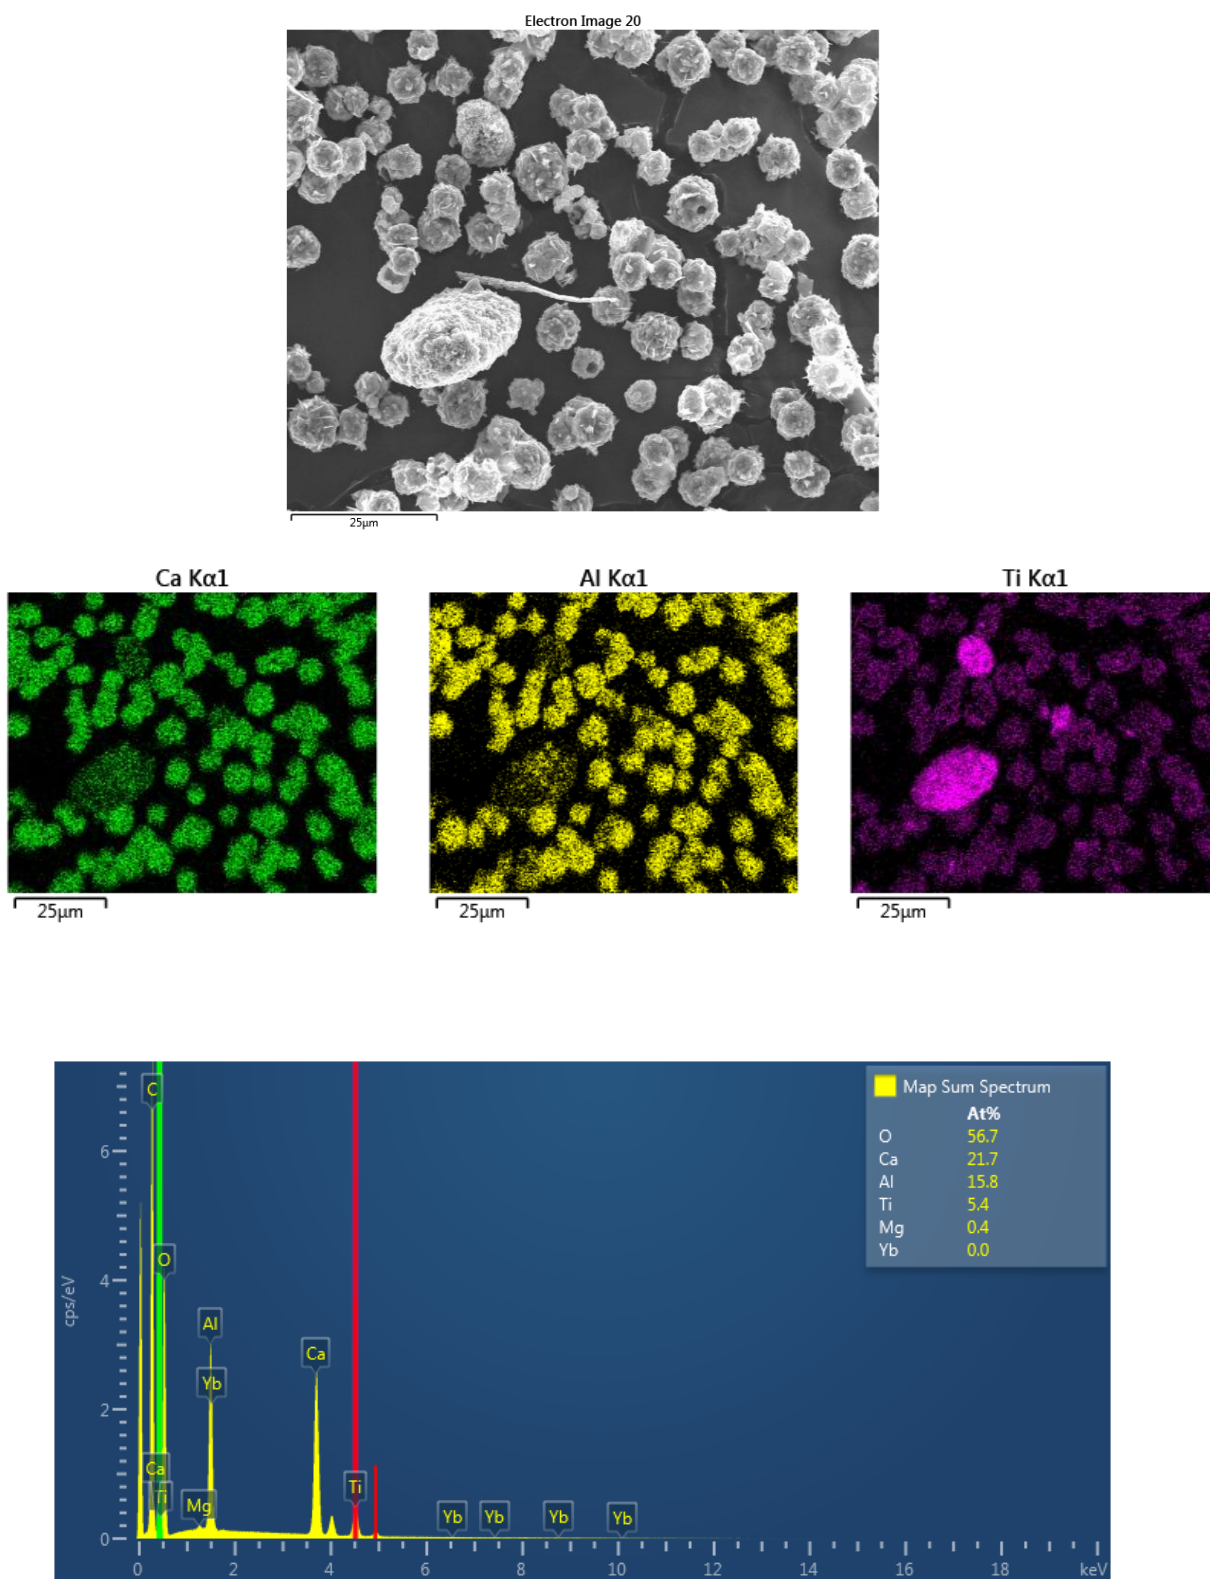 Electron Image 20
25µm
Ca Kα1
Al Kα1
Ti Kα1
25µm
25µm
25µm
Map Sum Spectrum
At%
O 56.7
Ca 21.7
Al 15.8
Ti 5.4
Mg 0.4
Yb 0.0
cps/eV
6
4
2
0
C
O
Al
Yb
Ca
Ca
Ti
Mg
Ti
Yb
Yb
Yb
Yb
0 2 4 6 8 10 12 14 16 18 keV